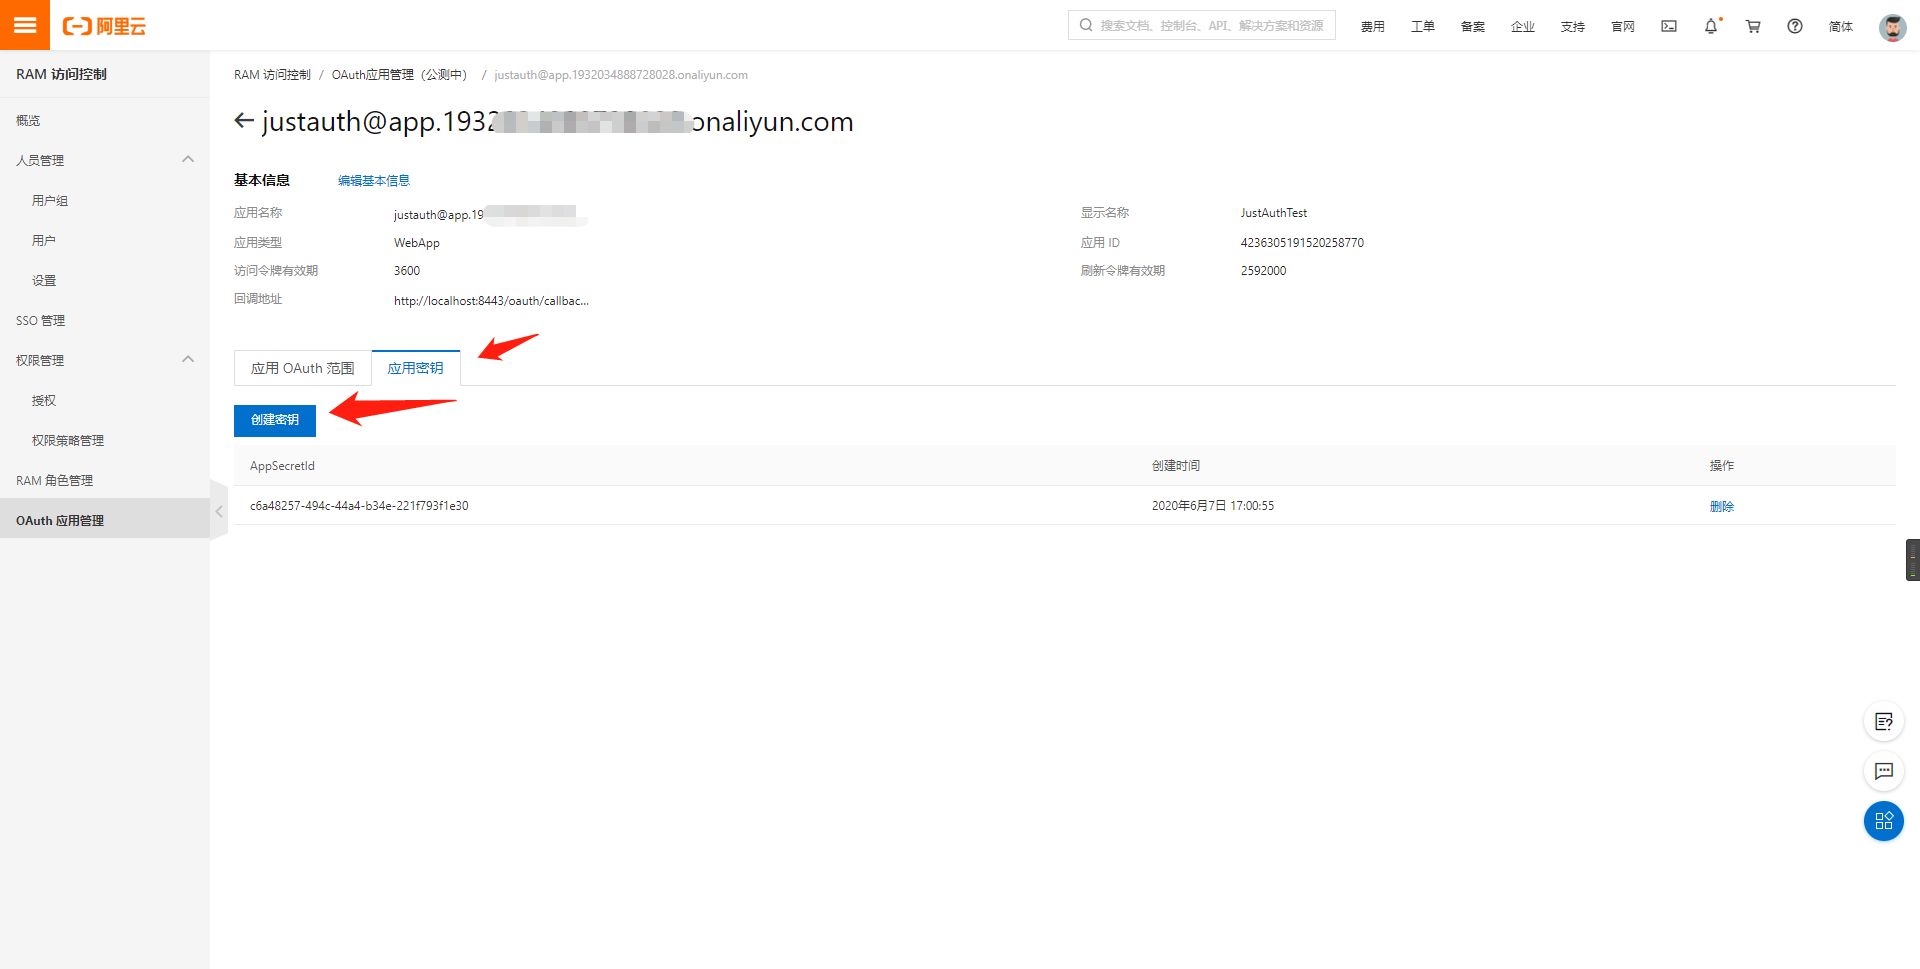 阿里云
搜索文档、控制台、API、解决方案和资源
费用
工单
备案
企业
支持
官网
简体
RAM 访问控制
概览
人员管理
用户组
用户
设置
SSO 管理
权限管理
授权
权限策略管理
RAM 角色管理
OAuth 应用管理
RAM 访问控制 / OAuth应用管理（公测中） / justauth@app.1932034888728028.onaliyun.com
justauth@app.1932 onaliyun.com
基本信息 编辑基本信息
应用名称 justauth@app.19
显示名称 JustAuthTest
应用类型 WebApp
应用 ID 4236305191520258770
访问令牌有效期 3600
刷新令牌有效期 2592000
回调地址 http://localhost:8443/oauth/callbac...
应用 OAuth 范围 应用密钥
创建密钥
AppSecretId 创建时间 操作
c6a48257-494c-44a4-b34e-221f793f1e30 2020年6月7日 17:00:55 删除